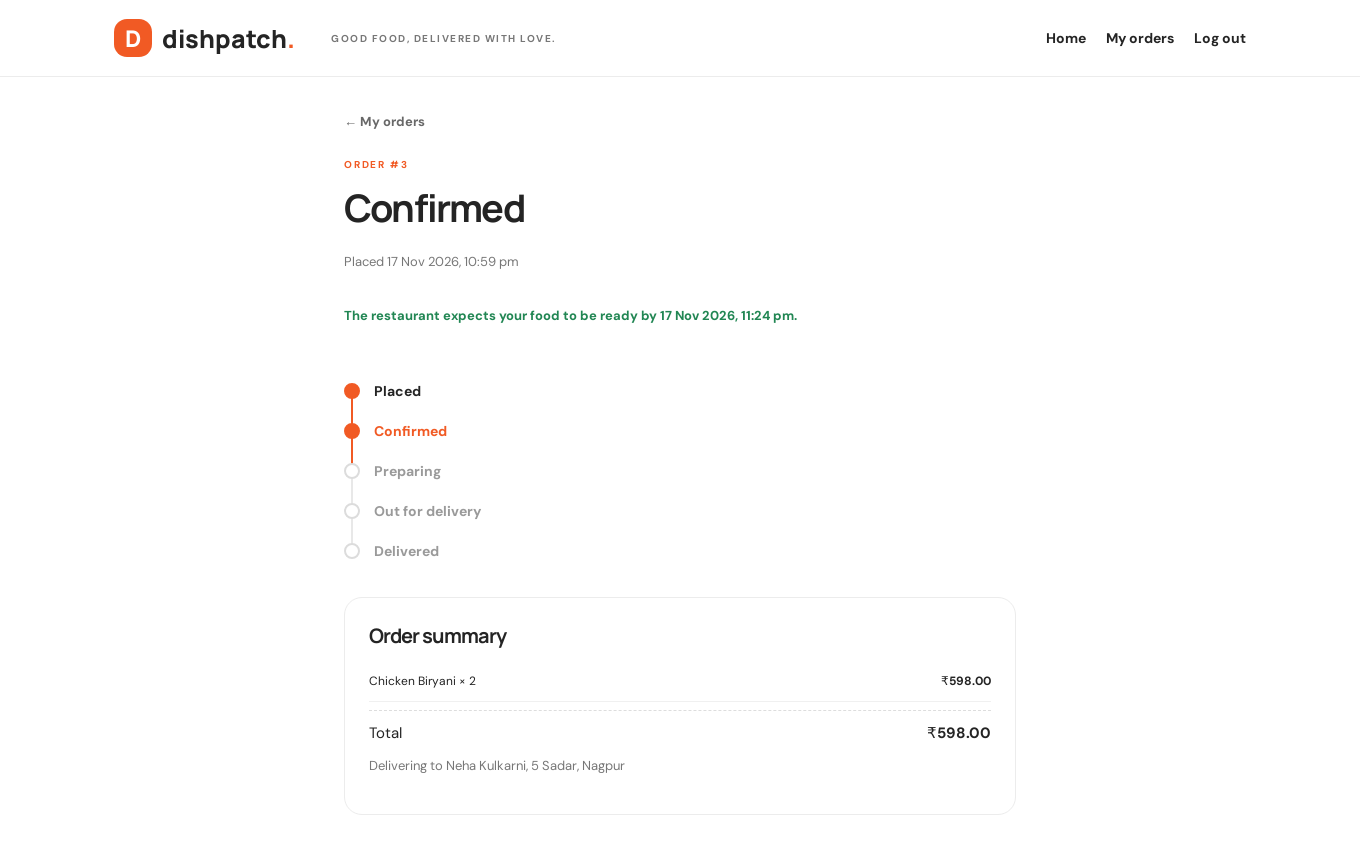 D dishpatch. GOOD FOOD, DELIVERED WITH LOVE. Home My orders Log out
← My orders
ORDER #3
Confirmed
Placed 17 Nov 2026, 10:59 pm
The restaurant expects your food to be ready by 17 Nov 2026, 11:24 pm.
Placed
Confirmed
Preparing
Out for delivery
Delivered
Order summary
Chicken Biryani × 2 ₹598.00
Total ₹598.00
Delivering to Neha Kulkarni, 5 Sadar, Nagpur